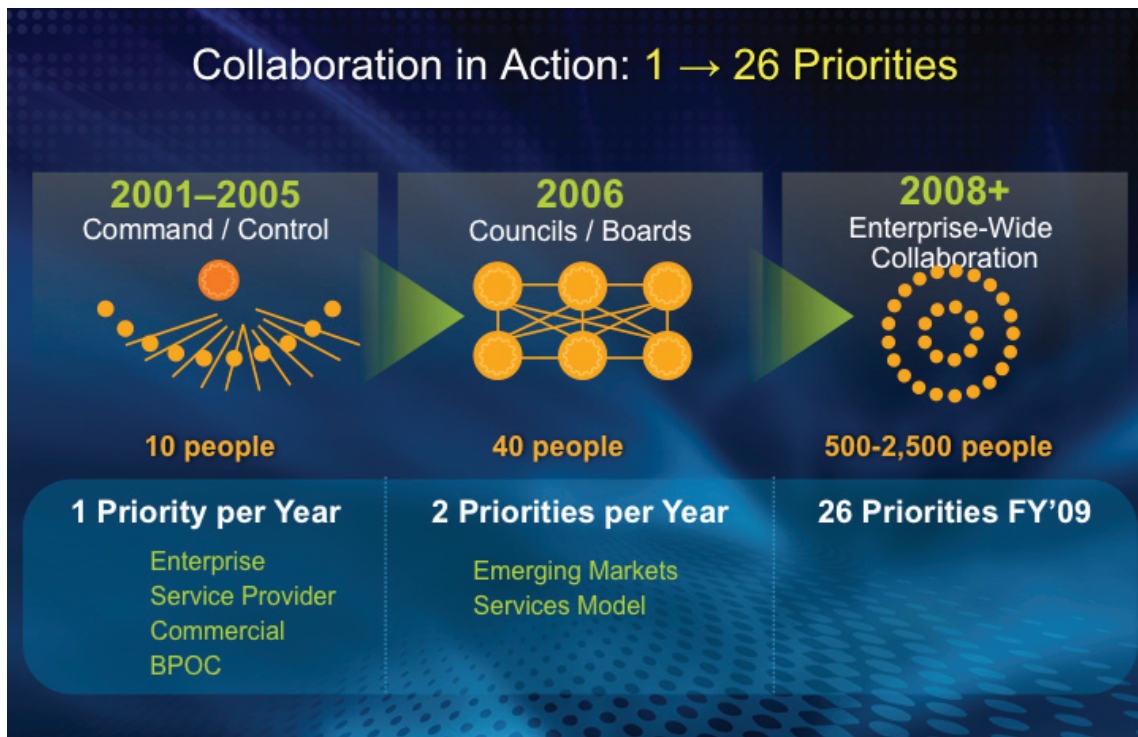 Collaboration in Action: 1 → 26 Priorities
2001–2005
Command / Control
10 people
1 Priority per Year
Enterprise
Service Provider
Commercial
BPOC
2006
Councils / Boards
40 people
2 Priorities per Year
Emerging Markets
Services Model
2008+
Enterprise-Wide
Collaboration
500-2,500 people
26 Priorities FY'09